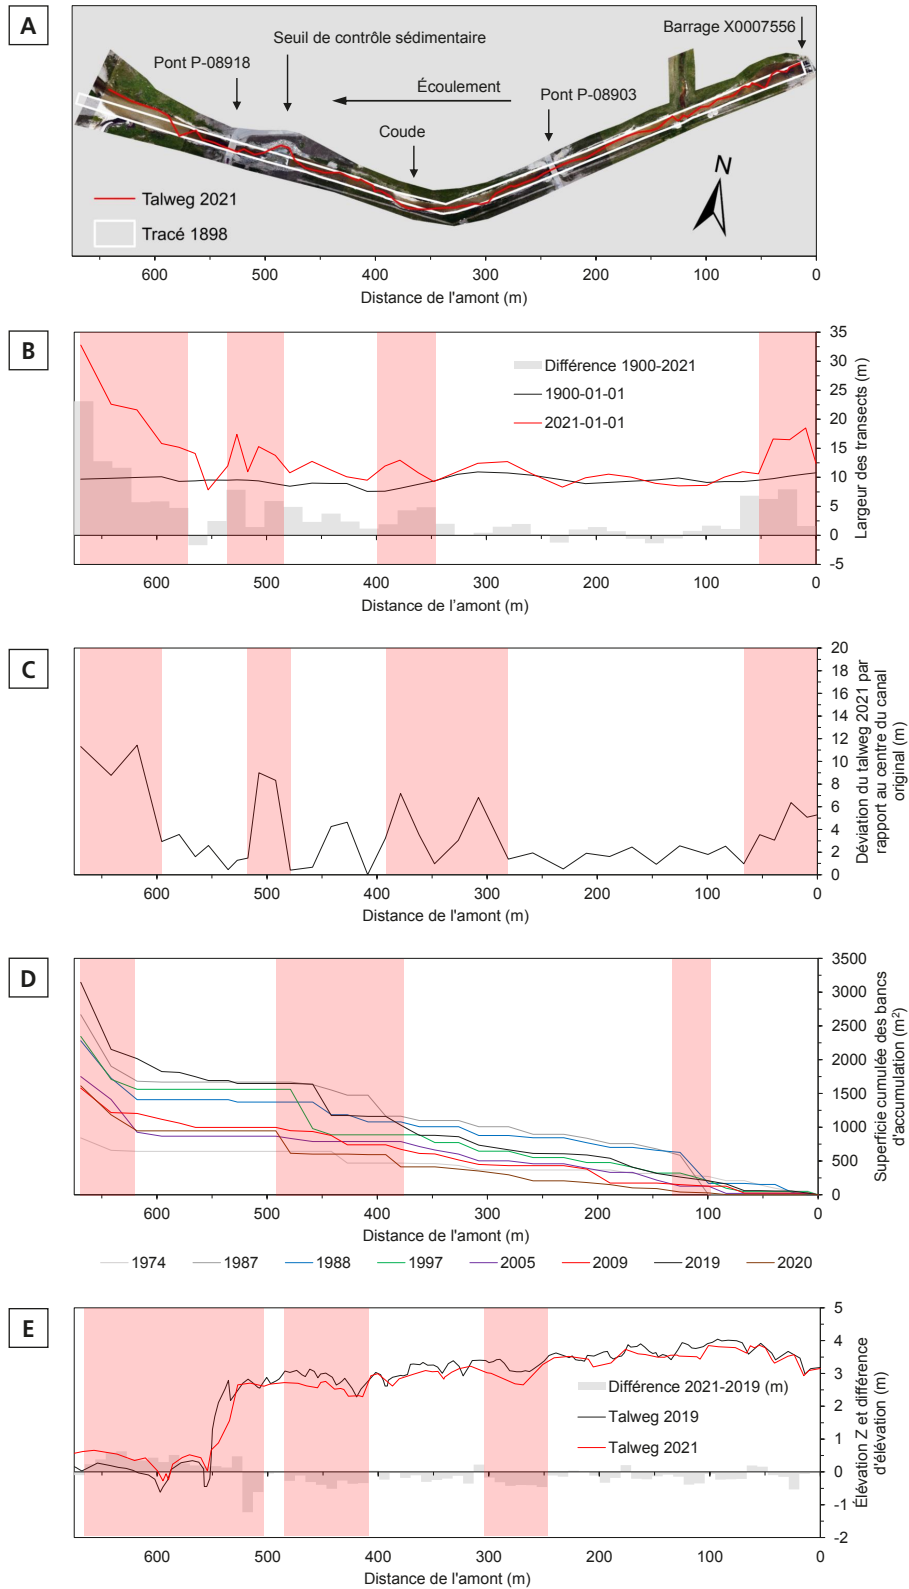 A
Barrage X0007556
Seuil de contrôle sédimentaire
Pont P-08918
Écoulement
Pont P-08903
Coude
N
Talweg 2021
Tracé 1898
600 500 400 300 200 100 0
Distance de l'amont (m)
B
35
30
25
20
15
10
5
0
-5
Largeur des transects (m)
Différence 1900-2021
1900-01-01
2021-01-01
600 500 400 300 200 100 0
Distance de l'amont (m)
C
20
18
16
14
12
10
8
6
4
2
0
Déviation du talweg 2021 par
rapport au centre du canal
original (m)
600 500 400 300 200 100 0
Distance de l'amont (m)
D
3500
3000
2500
2000
1500
1000
500
0
Superficie cumulée des bancs
d'accumulation (m²)
600 500 400 300 200 100 0
Distance de l'amont (m)
1974 1987 1988 1997 2005 2009 2019 2020
E
5
4
3
2
1
0
-1
-2
Élévation Z et différence
d'élévation (m)
Différence 2021-2019 (m)
Talweg 2019
Talweg 2021
600 500 400 300 200 100 0
Distance de l'amont (m)